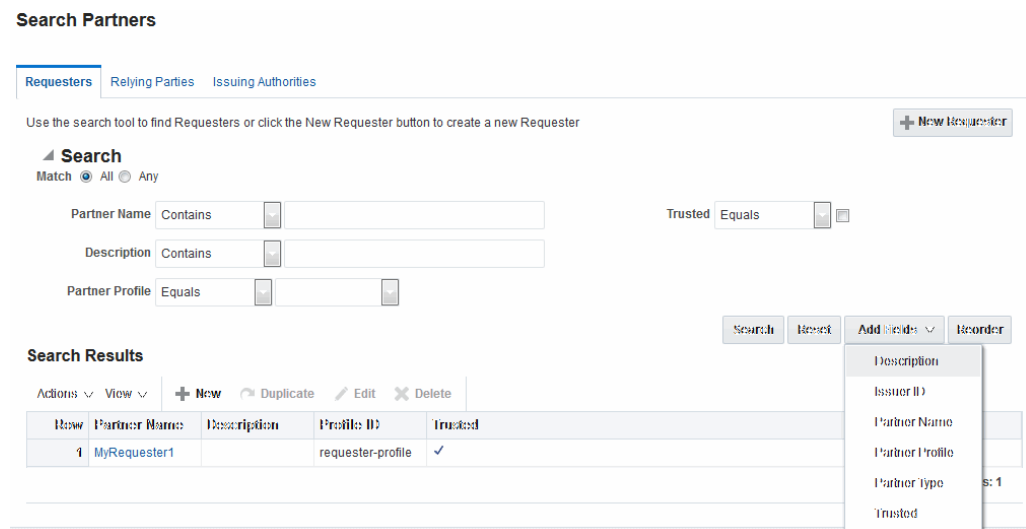 Search Partners
Requesters Relying Parties Issuing Authorities
Use the search tool to find Requesters or click the New Requester button to create a new Requester
New Requester
Search
Match All Any
Partner Name Contains Trusted Equals
Description Contains
Partner Profile Equals
Search Reset Add Fields Reorder
Search Results
Description
Actions View New Duplicate Edit Delete
Issuer ID
Row Partner Name Description Profile ID Trusted
Partner Name
1 MyRequester1 requester-profile
Partner Profile
Partner Type
s: 1
Trusted